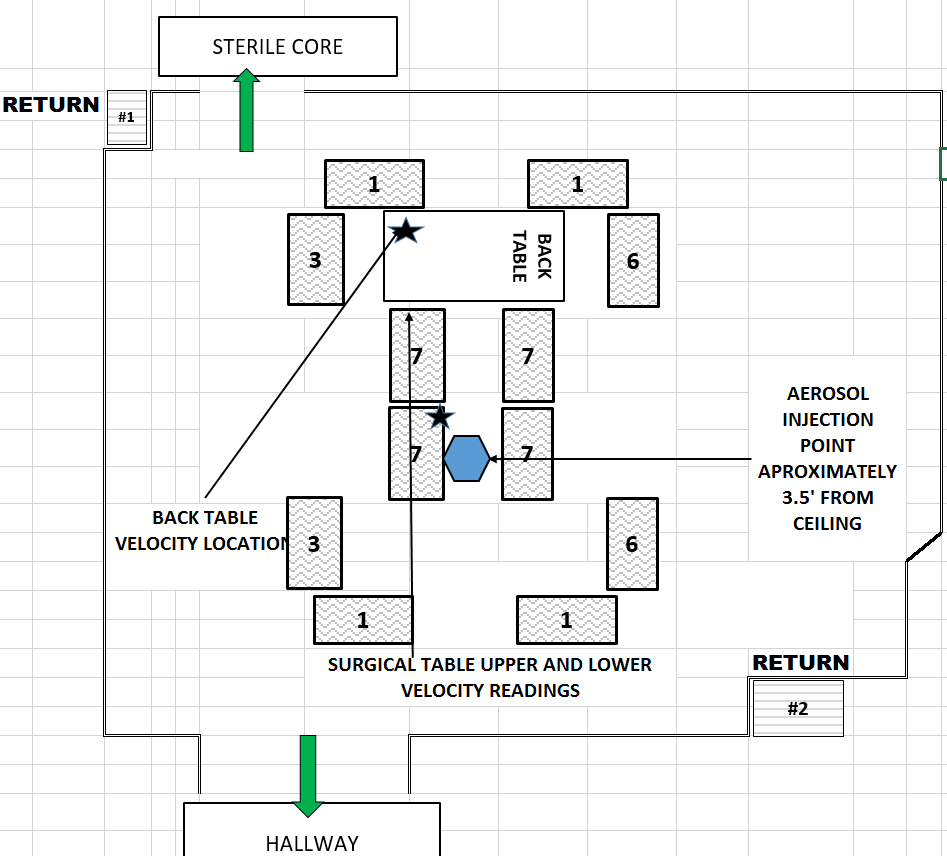 STERILE CORE
RETURN
#1
1
1
3
BACK
TABLE
6
7
7
7
7
AEROSOL
INJECTION
POINT
APROXIMATELY
3.5' FROM
CEILING
BACK TABLE
VELOCITY LOCATION
3
6
1
1
SURGICAL TABLE UPPER AND LOWER
VELOCITY READINGS
RETURN
#2
HALLWAY